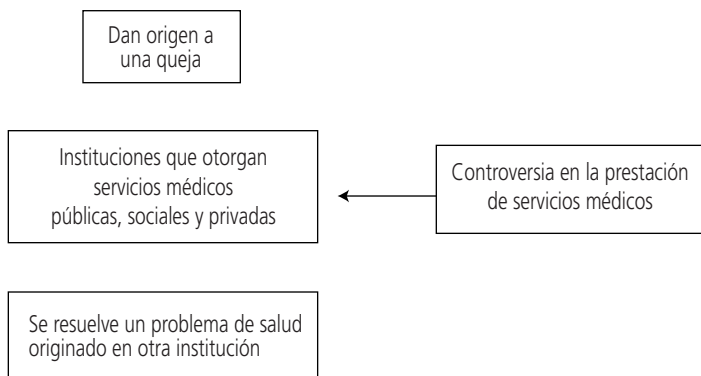 Dan origen a
una queja
Instituciones que otorgan
servicios médicos
públicas, sociales y privadas
Controversia en la prestación
de servicios médicos
Se resuelve un problema de salud
originado en otra institución